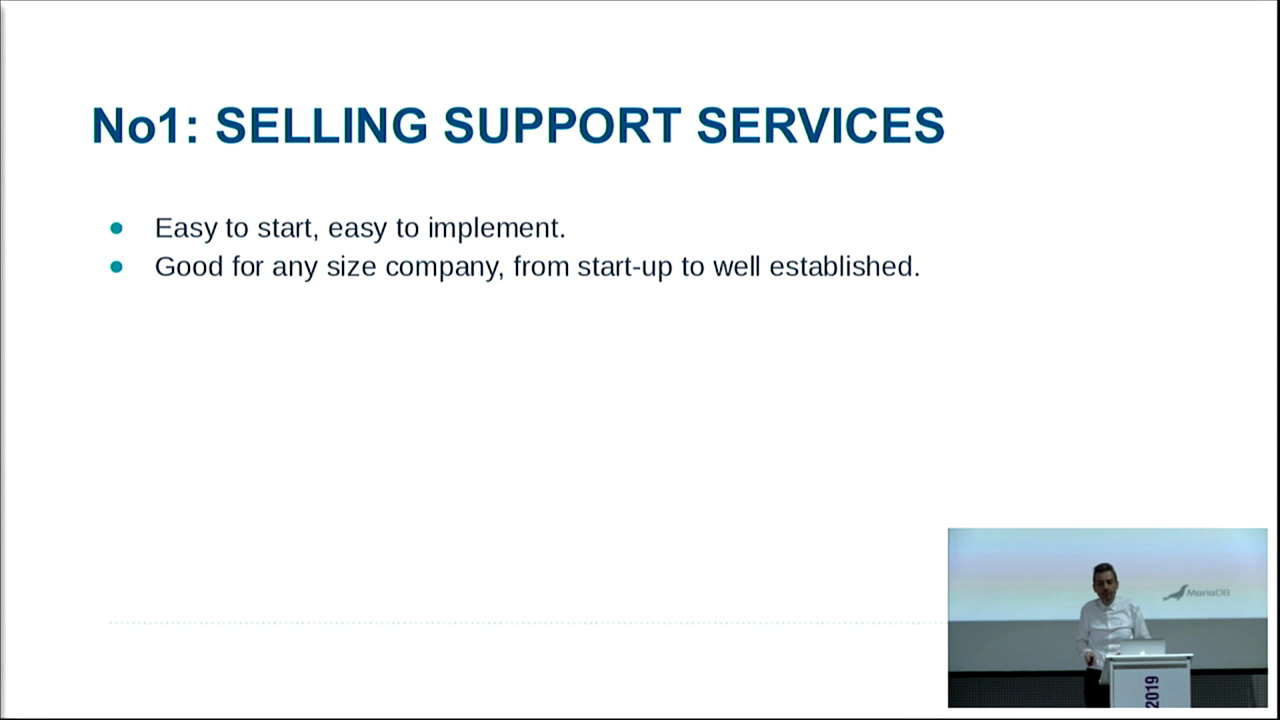 No1: SELLING SUPPORT SERVICES
Easy to start, easy to implement.
Good for any size company, from start-up to well established.
MariaDB
2019